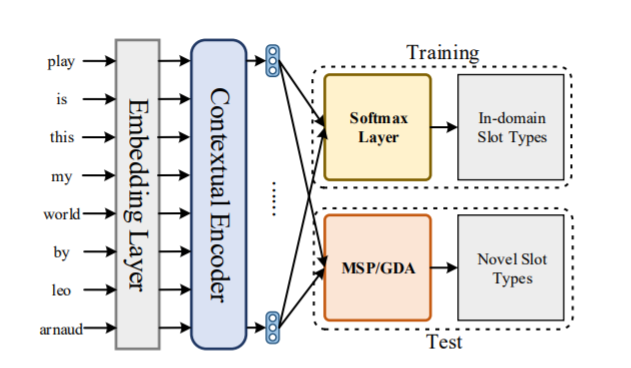 play
is
this
my
world
by
leo
arnaud
Embedding Layer
Contextual Encoder
......
Training
Softmax
Layer
In-domain
Slot Types
MSP/GDA
Novel Slot
Types
Test